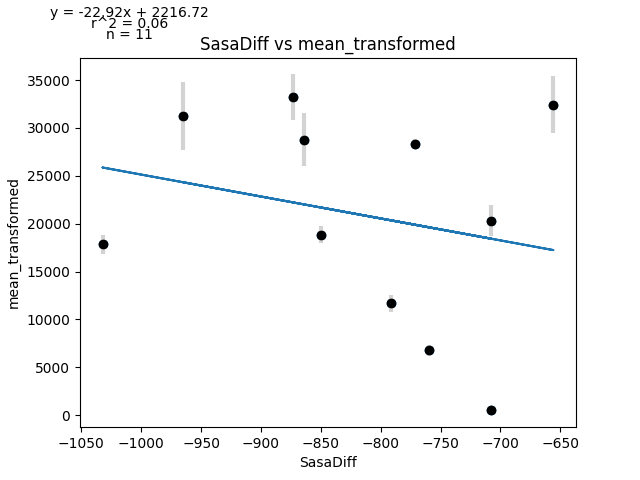 y = -22.92x + 2216.72
r^2 = 0.06
n = 11
SasaDiff vs mean_transformed
35000
30000
25000
20000
15000
10000
5000
0
mean_transformed
−1050 −1000 −950 −900 −850 −800 −750 −700 −650
SasaDiff